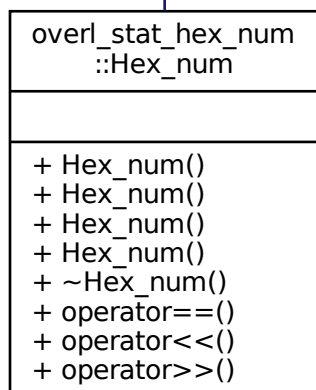 overl_stat_hex_num
::Hex_num
+ Hex_num()
+ Hex_num()
+ Hex_num()
+ Hex_num()
+ ~Hex_num()
+ operator==()
+ operator<<()
+ operator>>()